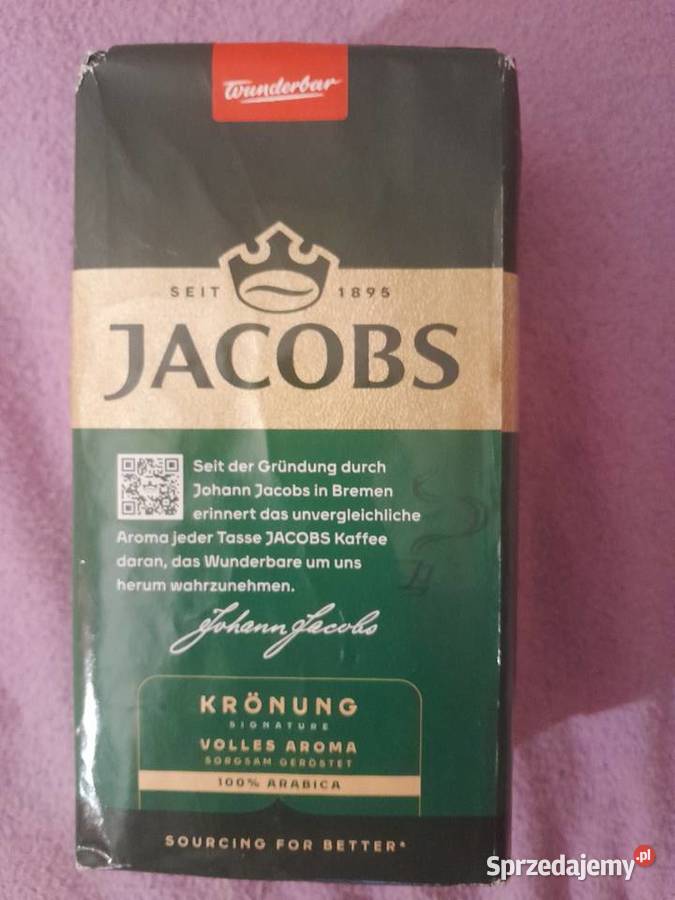 wunderbar
SEIT 1895
JACOBS
Seit der Gründung durch
Johann Jacobs in Bremen
erinnert das unvergleichliche
Aroma jeder Tasse JACOBS Kaffee
daran, das Wunderbare um uns
herum wahrzunehmen.
Johann Jacobs
KRÖNUNG
SIGNATURE
VOLLES AROMA
SORGSAM GERÖSTET
100% ARABICA
SOURCING FOR BETTER*
Sprzedajemy.pl